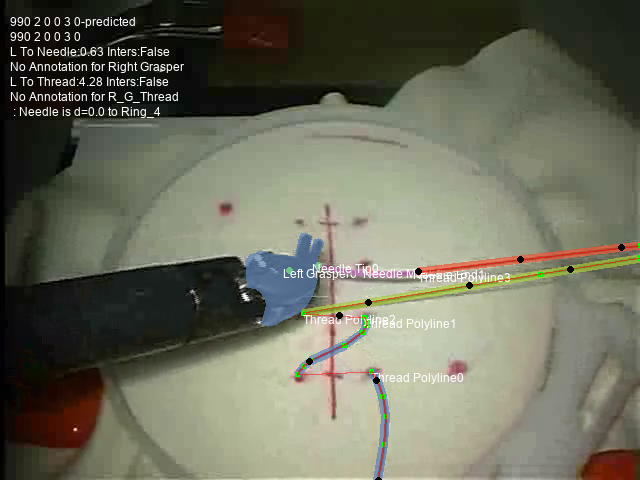 990 2 0 0 3 0-predicted
990 2 0 0 3 0
L To Needle:0.63 Inters:False
No Annotation for Right Grasper
L To Thread:4.28 Inters:False
No Annotation for R_G_Thread
: Needle is d=0.0 to Ring_4
Needle Tip0
Left Grasper0 Needle M End1
Thread Polyline3
Thread Polyline2
Thread Polyline1
Thread Polyline0